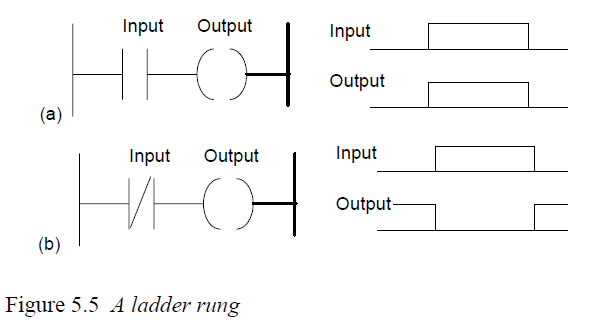 Input Output
Input
Output
(a)
Input Output
Input
Output
(b)
Figure 5.5 A ladder rung